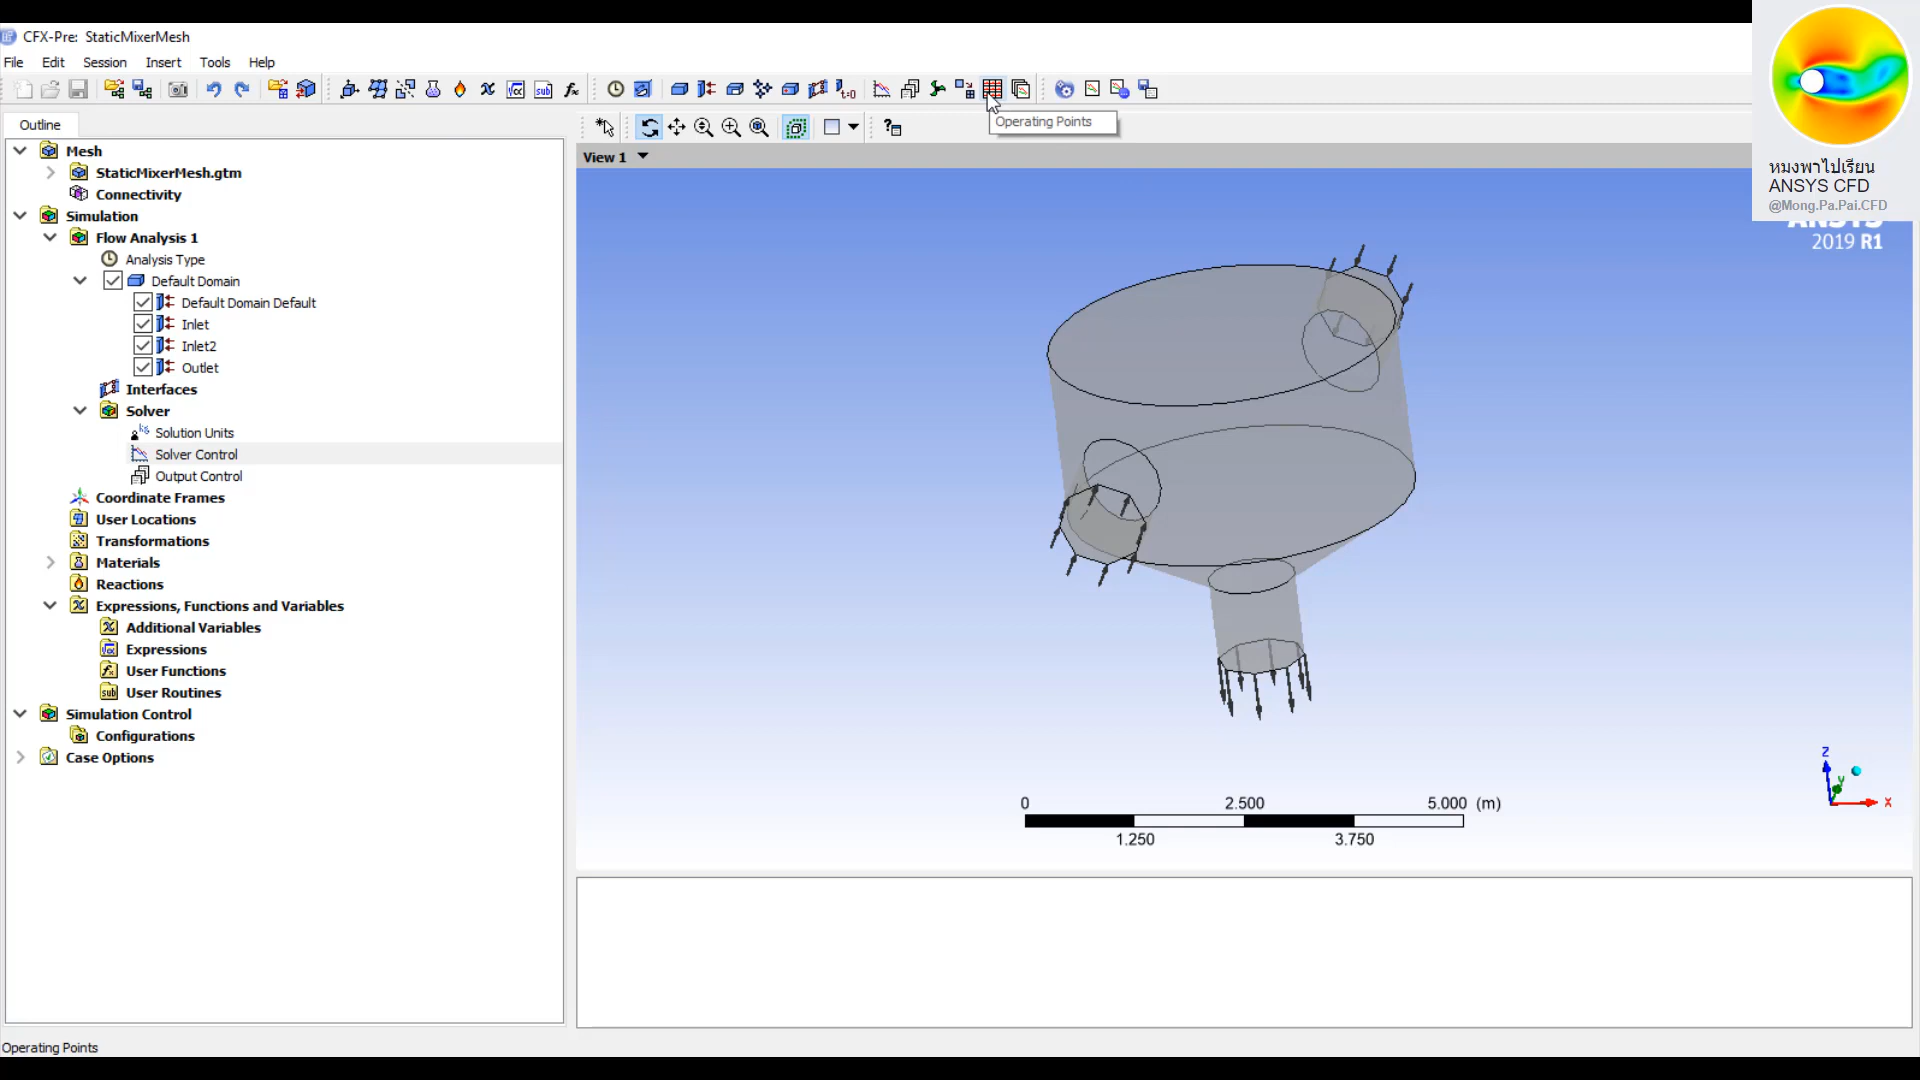 CFX-Pre: StaticMixerMesh
File Edit Session Insert Tools Help
Operating Points
Outline
View 1
Mesh
StaticMixerMesh.gtm
Connectivity
Simulation
Flow Analysis 1
Analysis Type
Default Domain
Default Domain Default
Inlet
Inlet2
Outlet
Interfaces
Solver
Solution Units
Solver Control
Output Control
Coordinate Frames
User Locations
Transformations
Materials
Reactions
Expressions, Functions and Variables
Additional Variables
Expressions
User Functions
User Routines
Simulation Control
Configurations
Case Options
หมงพาไปเรียน
ANSYS CFD
@Mong.Pa.Pai.CFD
ANSYS
2019 R1
Z
Y
X
0 2.500 5.000 (m)
1.250 3.750
Operating Points